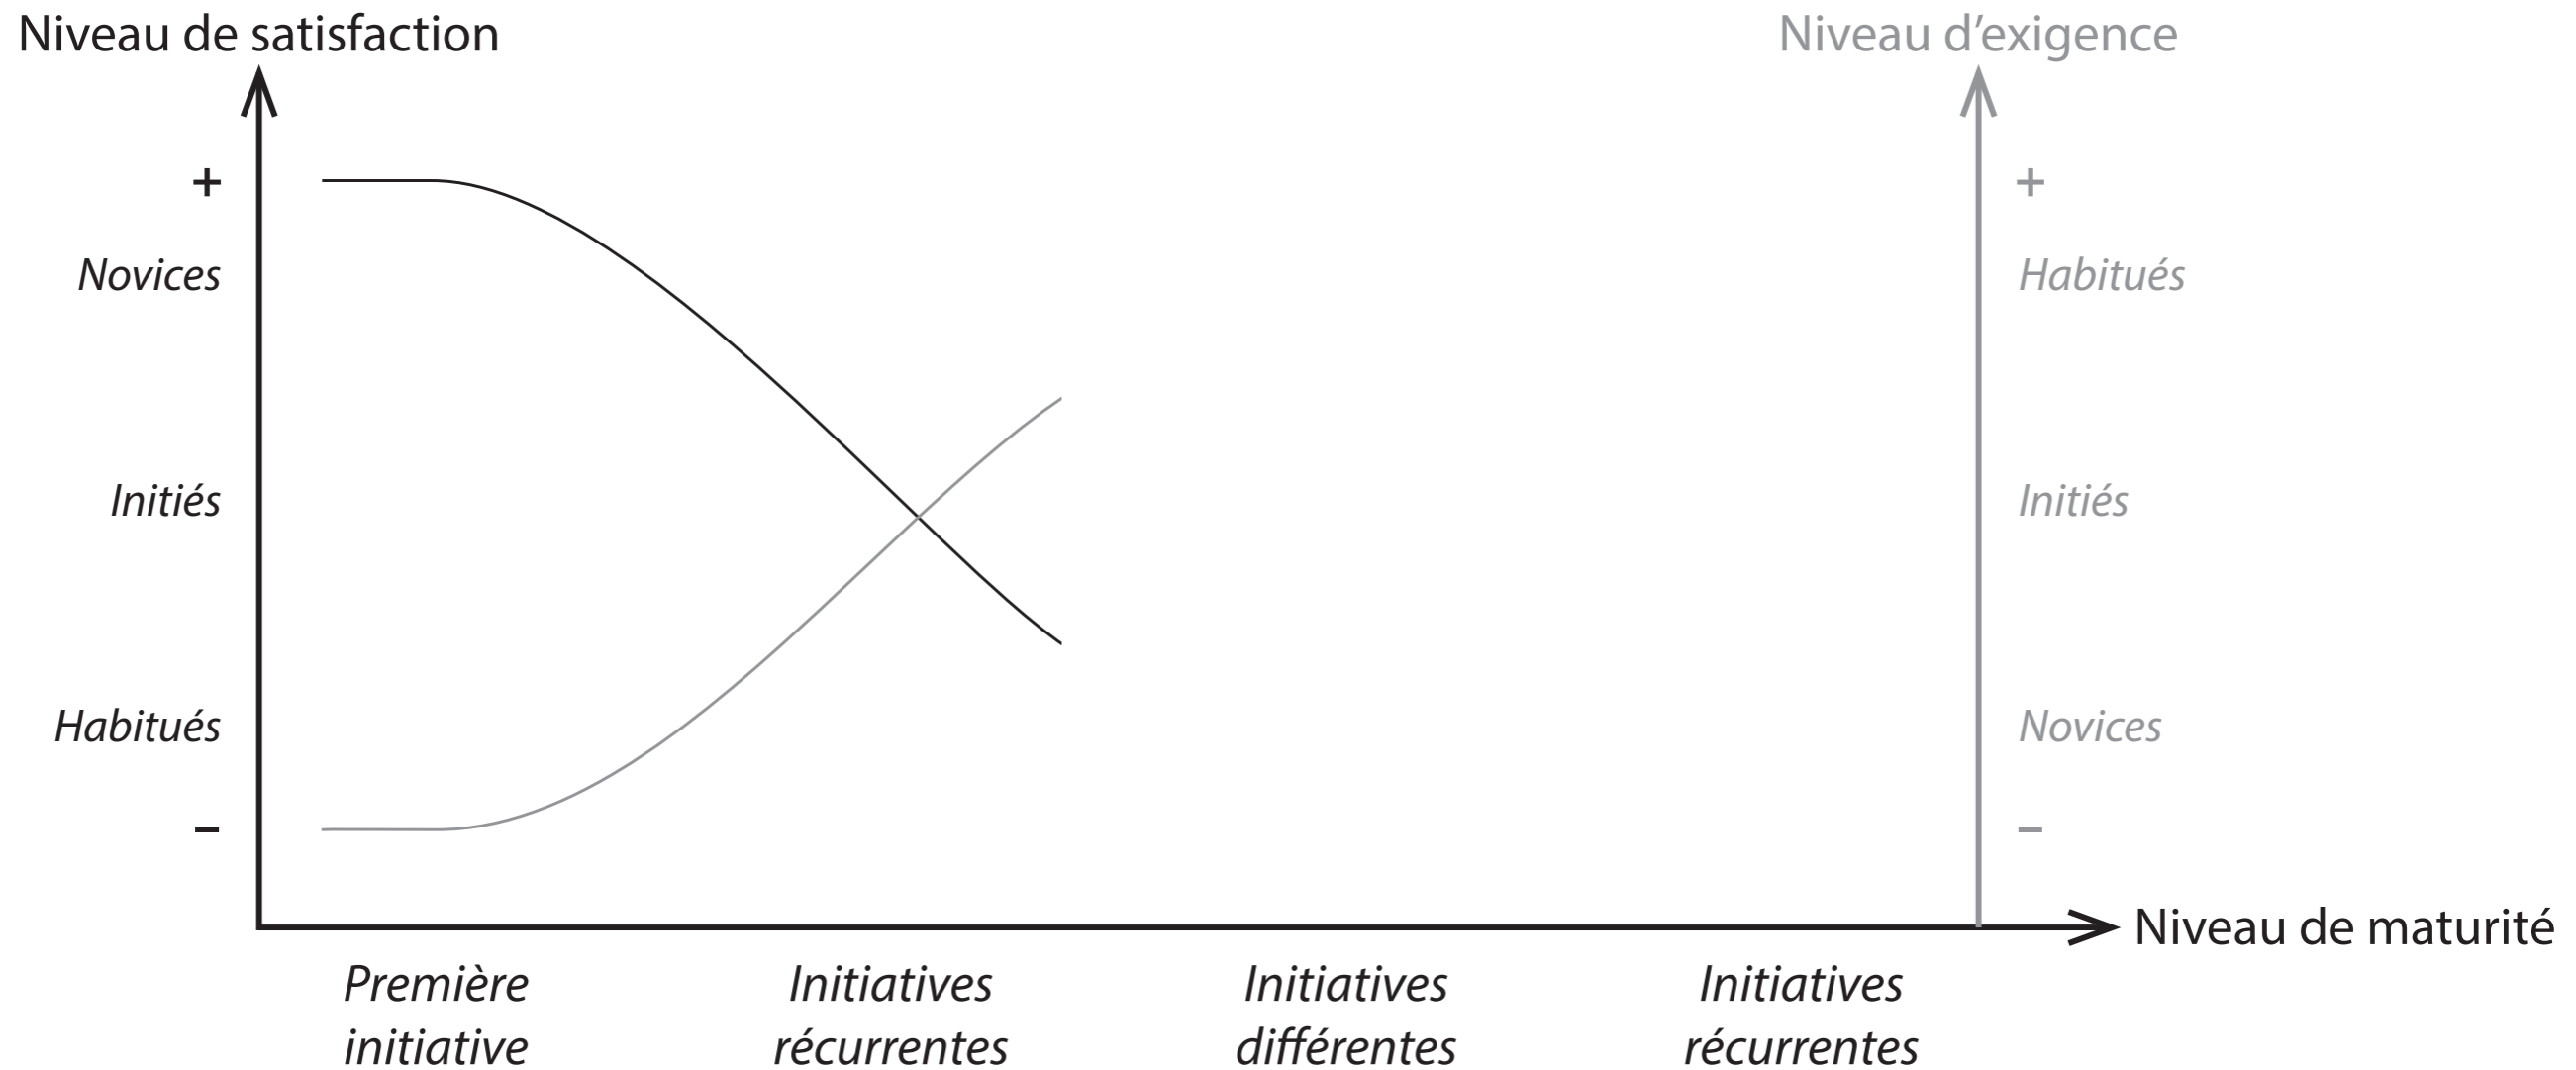 Niveau de satisfaction
Niveau d’exigence
+
+
Novices
Habitués
Initiés
Initiés
Habitués
Novices
–
–
Niveau de maturité
Première
initiative
Initiatives
récurrentes
Initiatives
différentes
Initiatives
récurrentes